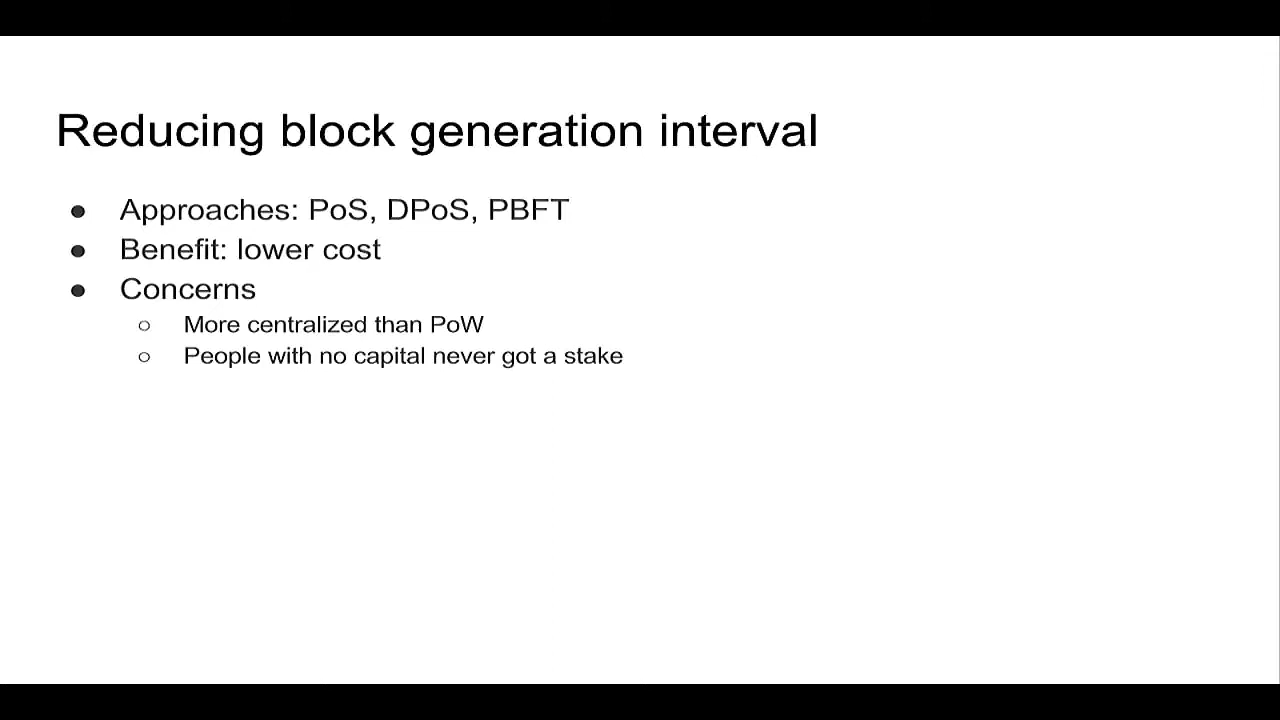 Reducing block generation interval
● Approaches: PoS, DPoS, PBFT
● Benefit: lower cost
● Concerns
○ More centralized than PoW
○ People with no capital never got a stake